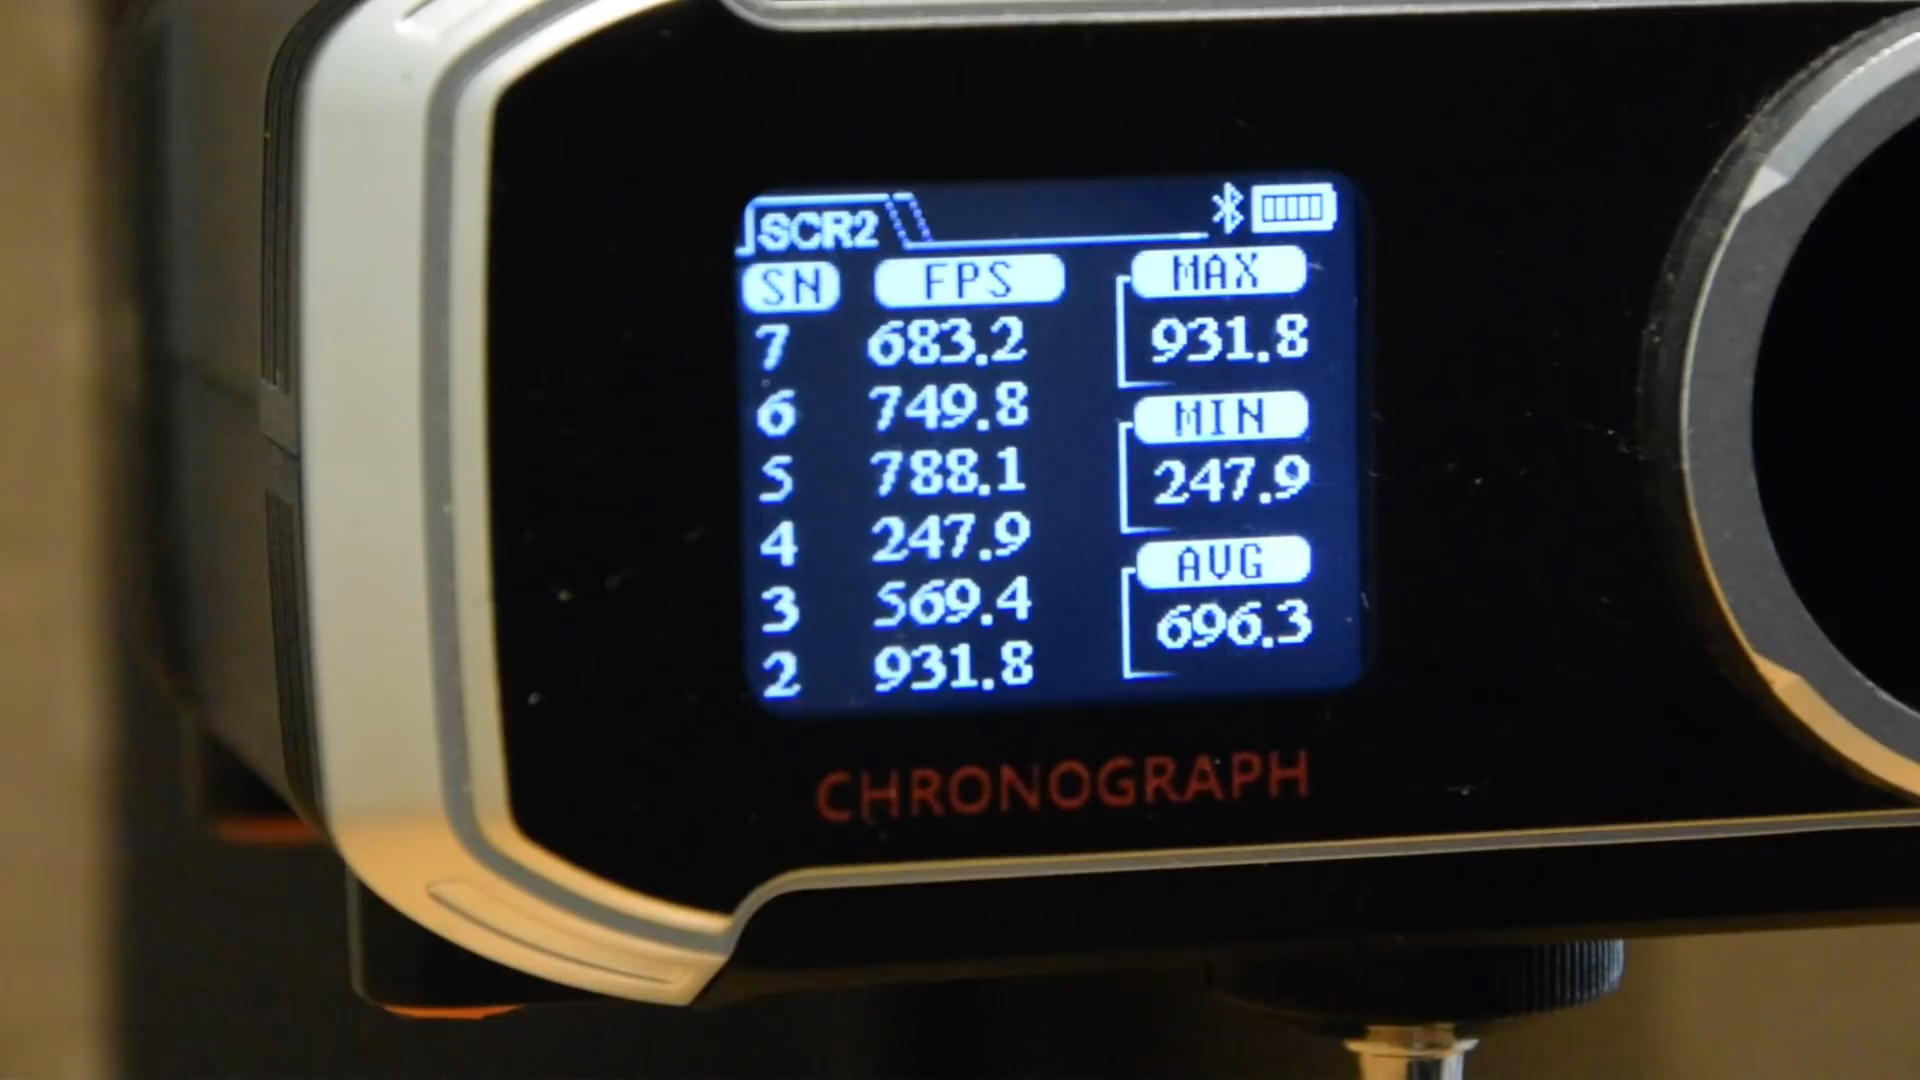 SCR2
SN FPS MAX
7 683.2 931.8
6 749.8 MIN
5 788.1 247.9
4 247.9 AVG
3 569.4 696.3
2 931.8
CHRONOGRAPH